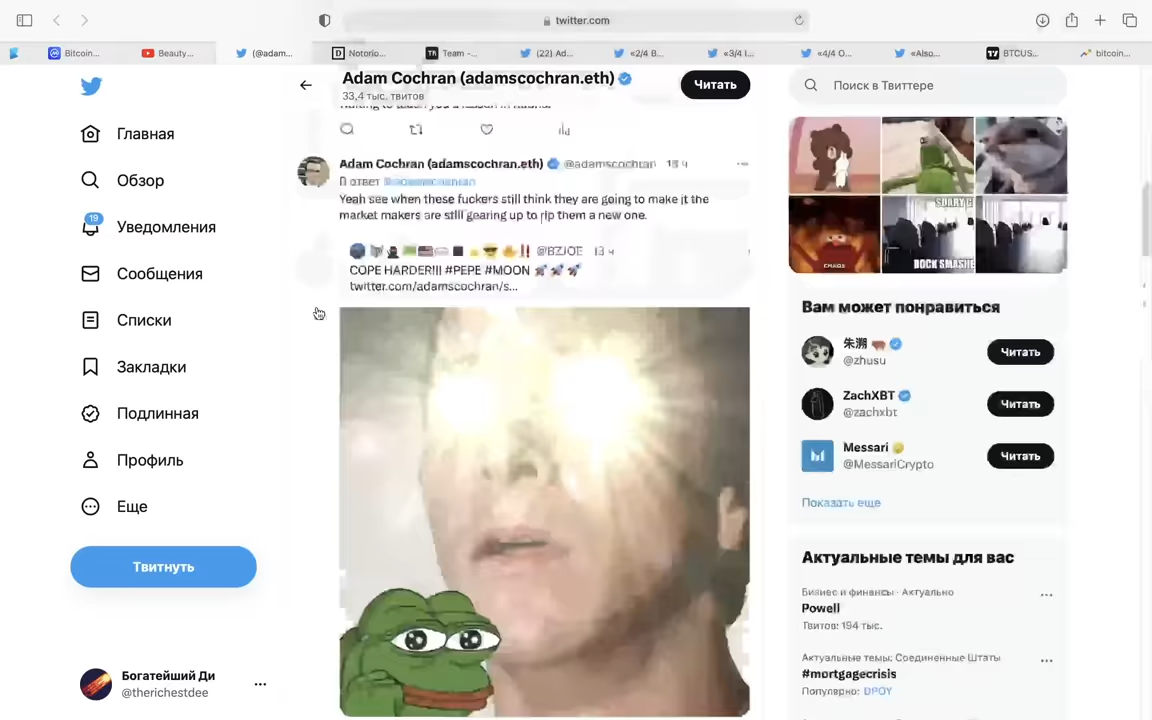 twitter.com
Bitcoin...
Beauty...
(@adam...
Notorio...
Team -...
(22) Ad...
«2/4 B...
«3/4 I...
«4/4 O...
«Also...
BTCUS...
bitcoin...
Adam Cochran (adamscochran.eth)
33,4 тыс. твитов
Читать
Поиск в Твиттере
Главная
Обзор
19
Уведомления
Сообщения
Списки
Закладки
Подлинная
Профиль
Еще
Твитнуть
Богатейший Ди
@therichestdee
Adam Cochran (adamscochran.eth) @adamscochran
В ответ @adamscochran
Yeah see when these fuckers still think they are going to make it the
market makers are still gearing up to rip them a new one.
@BZJOE
COPE HARDER!!! #PEPE #MOON 🚀 🚀 🚀
twitter.com/adamscochran/s...
CHAOS
Вам может понравиться
朱溯
@zhusu
Читать
ZachXBT
@zachxbt
Читать
Messari
@MessariCrypto
Читать
Показать еще
Актуальные темы для вас
Бизнес и финансы · Актуально
Powell
Твитов: 194 тыс.
Актуальные темы: Соединенные Штаты
#mortgagecrisis
Популярно: $POY